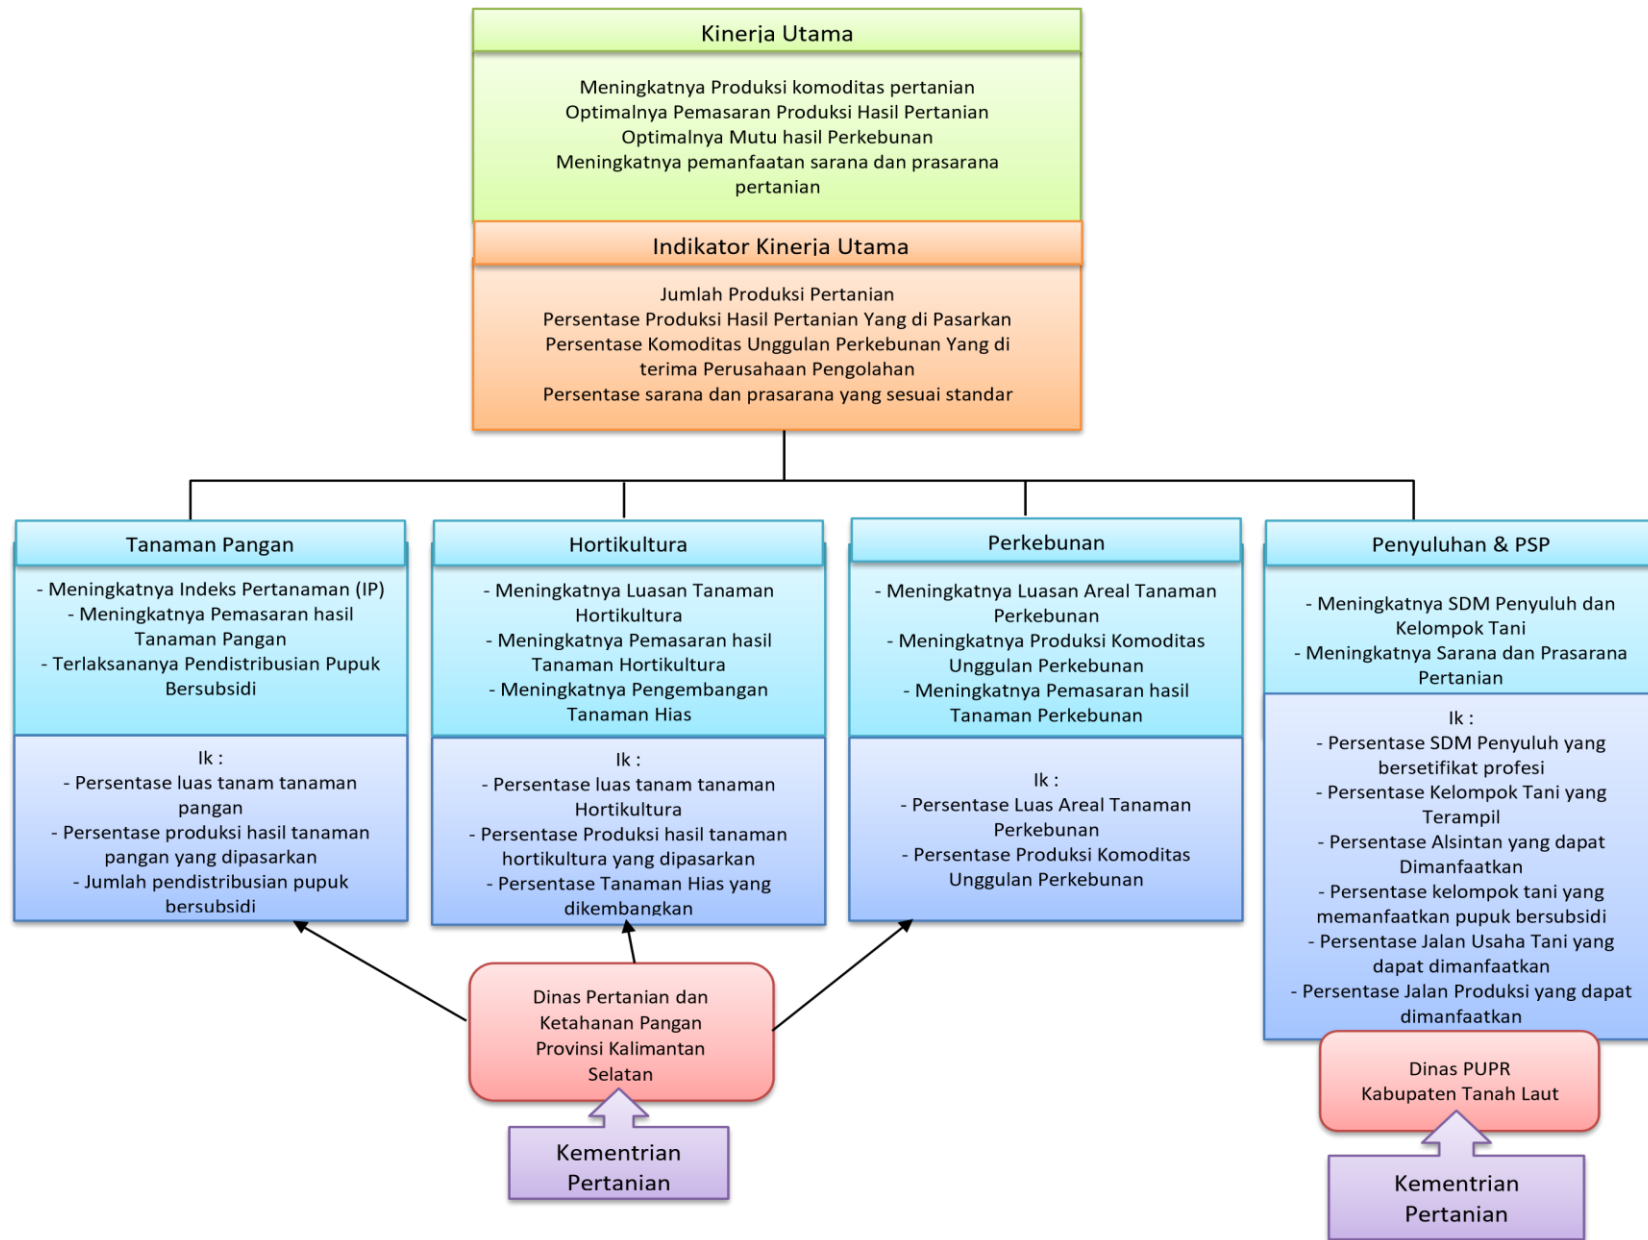 Kinerja Utama
Meningkatnya Produksi komoditas pertanian
Optimalnya Pemasaran Produksi Hasil Pertanian
Optimalnya Mutu hasil Perkebunan
Meningkatnya pemanfaatan sarana dan prasarana
pertanian
Indikator Kinerja Utama
Jumlah Produksi Pertanian
Persentase Produksi Hasil Pertanian Yang di Pasarkan
Persentase Komoditas Unggulan Perkebunan Yang di
terima Perusahaan Pengolahan
Persentase sarana dan prasarana yang sesuai standar
Tanaman Pangan
- Meningkatnya Indeks Pertanaman (IP)
- Meningkatnya Pemasaran hasil
Tanaman Pangan
- Terlaksananya Pendistribusian Pupuk
Bersubsidi
Ik :
- Persentase luas tanam tanaman
pangan
- Persentase produksi hasil tanaman
pangan yang dipasarkan
- Jumlah pendistribusian pupuk
bersubsidi
Hortikultura
- Meningkatnya Luasan Tanaman
Hortikultura
- Meningkatnya Pemasaran hasil
Tanaman Hortikultura
- Meningkatnya Pengembangan
Tanaman Hias
Ik :
- Persentase luas tanam tanaman
Hortikultura
- Persentase Produksi hasil tanaman
hortikultura yang dipasarkan
- Persentase Tanaman Hias yang
dikembangkan
Perkebunan
- Meningkatnya Luasan Areal Tanaman
Perkebunan
- Meningkatnya Produksi Komoditas
Unggulan Perkebunan
- Meningkatnya Pemasaran hasil
Tanaman Perkebunan
Ik :
- Persentase Luas Areal Tanaman
Perkebunan
- Persentase Produksi Komoditas
Unggulan Perkebunan
Penyuluhan & PSP
- Meningkatnya SDM Penyuluh dan
Kelompok Tani
- Meningkatnya Sarana dan Prasarana
Pertanian
Ik :
- Persentase SDM Penyuluh yang
bersetifikat profesi
- Persentase Kelompok Tani yang
Terampil
- Persentase Alsintan yang dapat
Dimanfaatkan
- Persentase kelompok tani yang
memanfaatkan pupuk bersubsidi
- Persentase Jalan Usaha Tani yang
dapat dimanfaatkan
- Persentase Jalan Produksi yang dapat
dimanfaatkan
Dinas Pertanian dan
Ketahanan Pangan
Provinsi Kalimantan
Selatan
Kementrian
Pertanian
Dinas PUPR
Kabupaten Tanah Laut
Kementrian
Pertanian